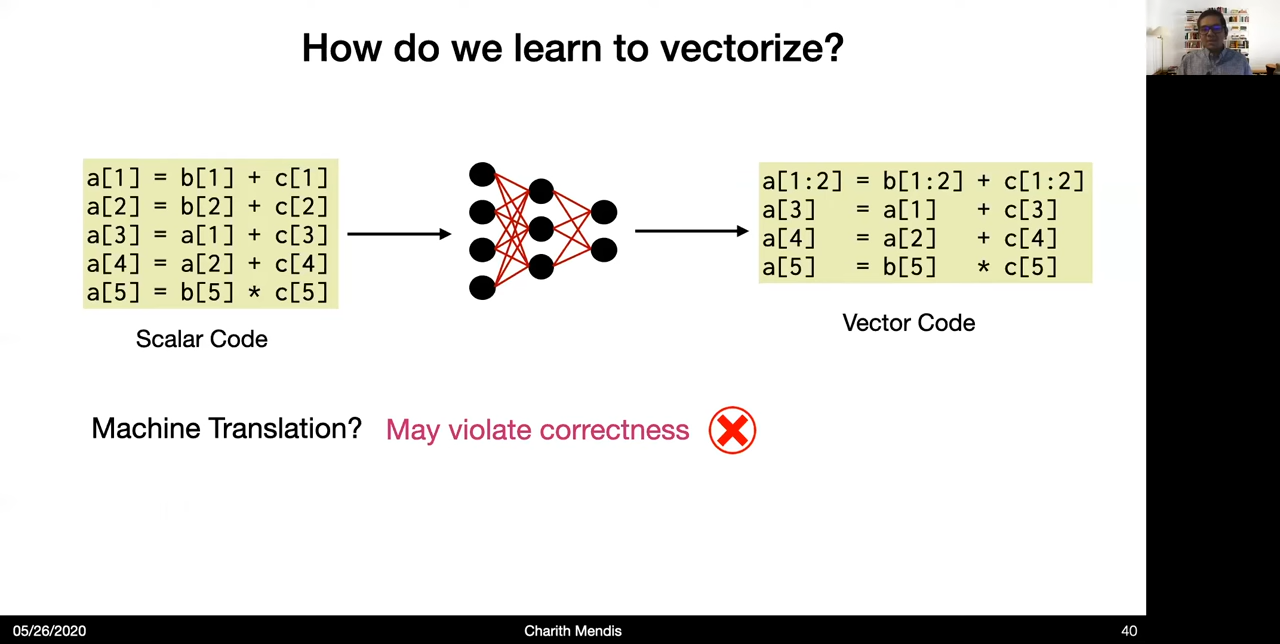 How do we learn to vectorize?
a[1] = b[1] + c[1]
a[2] = b[2] + c[2]
a[3] = a[1] + c[3]
a[4] = a[2] + c[4]
a[5] = b[5] * c[5]
Scalar Code
a[1:2] = b[1:2] + c[1:2]
a[3] = a[1] + c[3]
a[4] = a[2] + c[4]
a[5] = b[5] * c[5]
Vector Code
Machine Translation? May violate correctness
05/26/2020 Charith Mendis 40